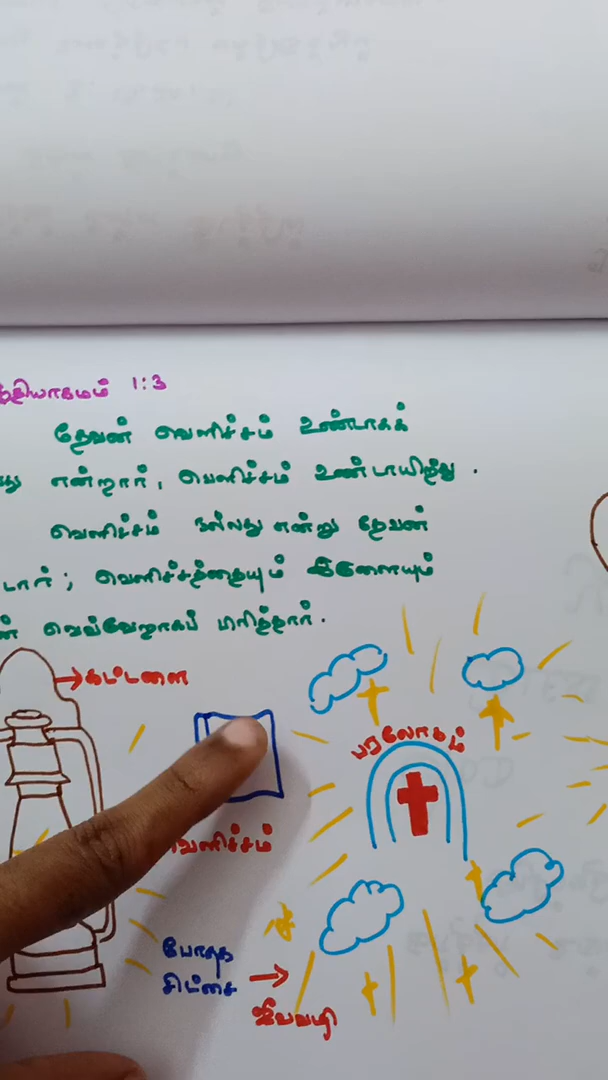 த்தியாகமம் 1:3
தேவன் வெளிச்சம் உண்டாகக்
து என்றார், வெளிச்சம் உண்டாயிற்று.
வெளிச்சம் நல்லது என்று தேவன்
டார்; வெளிச்சத்தையும் இருளையும்
ன் வெவ்வேறாகப் பிரித்தார்.
கட்டளை
பரலோகம்
வெளிச்சம்
போதக
சிட்சை
ஜீவவழி